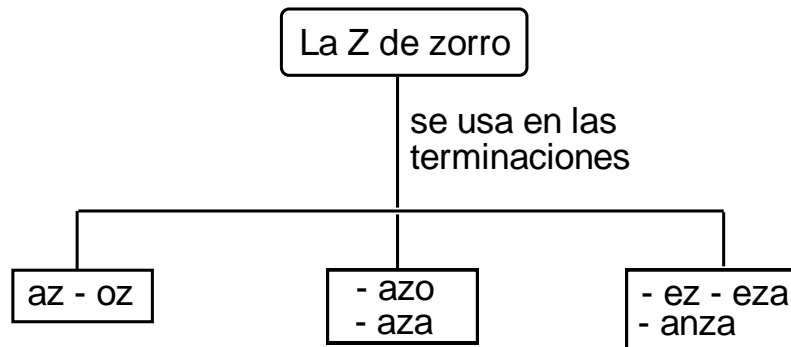 La Z de zorro
se usa en las
terminaciones
az - oz
- azo
- aza
- ez - eza
- anza